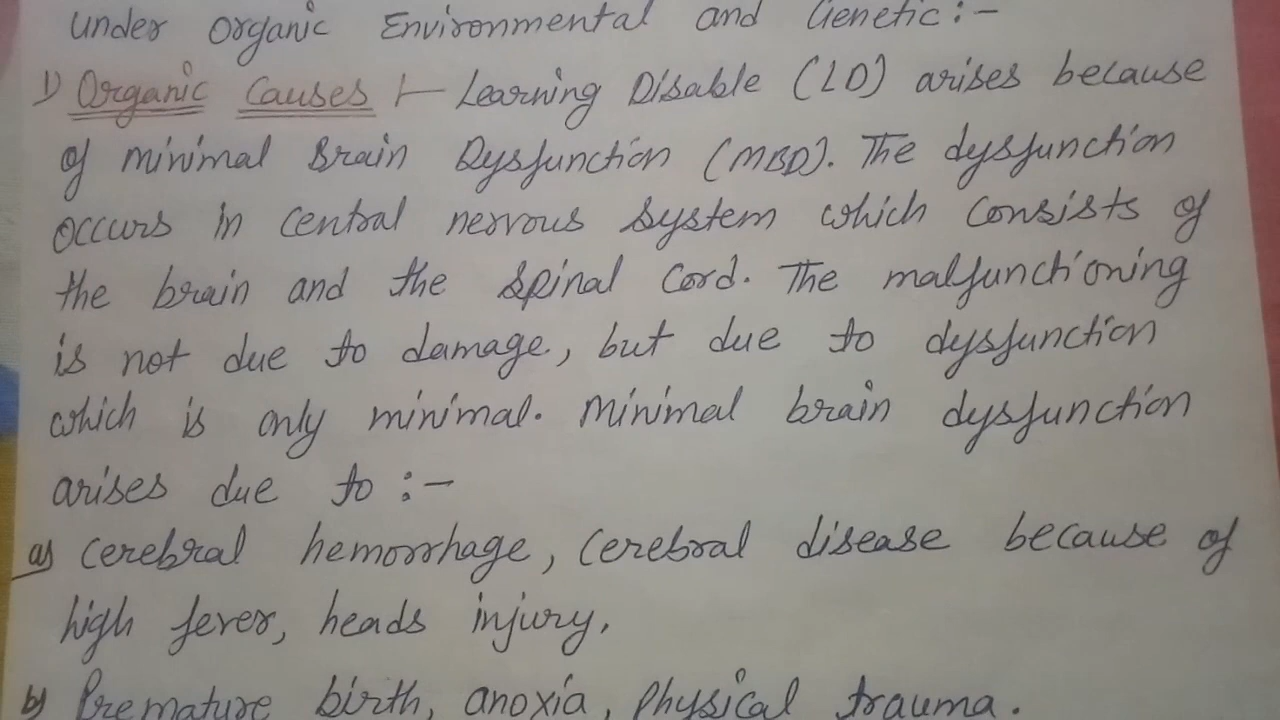 under organic Environmental and Genetic :-
1) Organic Causes :- Learning Disable (LD) arises because
of minimal Brain Dysfunction (MBD). The dysfunction
occurs in central nervous system which consists of
the brain and the spinal cord. The malfunctioning
is not due to damage, but due to dysfunction
which is only minimal. Minimal brain dysfunction
arises due to :-
a) Cerebral hemorrhage, Cerebral disease because of
high fever, heads injury.
b) Premature birth, anoxia, Physical trauma.